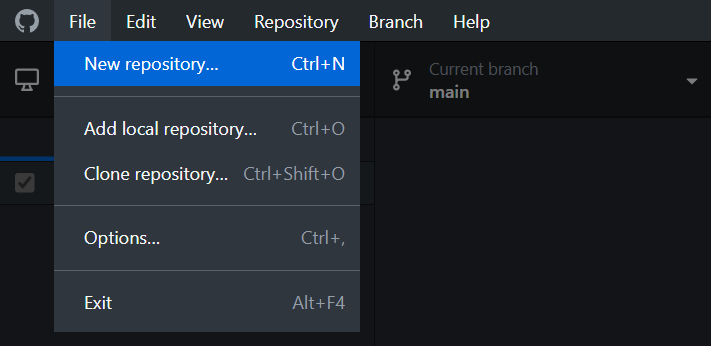 File Edit View Repository Branch Help
New repository... Ctrl+N
Current branch
main
Add local repository... Ctrl+O
Clone repository... Ctrl+Shift+O
Options... Ctrl+,
Exit Alt+F4